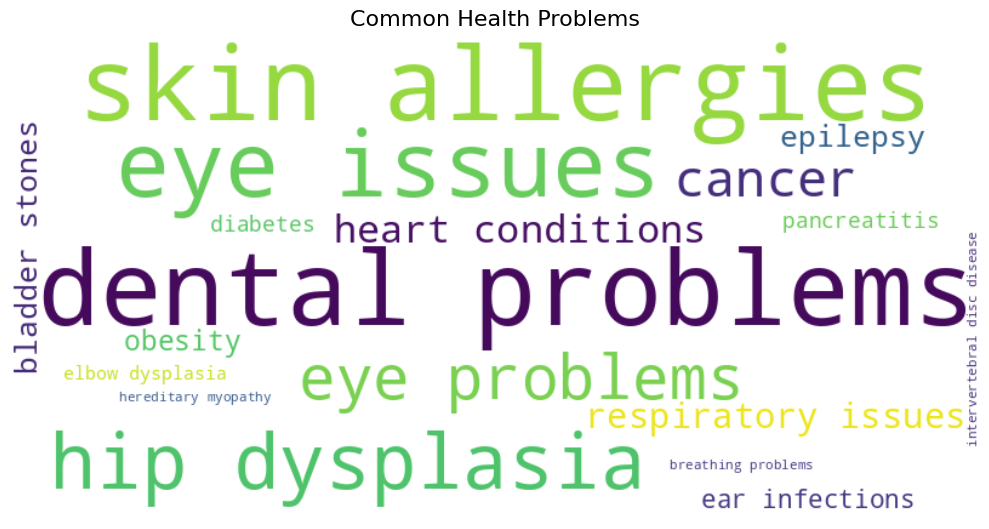 Common Health Problems
skin allergies
epilepsy
eye issues
cancer
bladder stones
diabetes
heart conditions
pancreatitis
dental problems
intervertebral disc disease
obesity
elbow dysplasia
eye problems
hereditary myopathy
respiratory issues
hip dysplasia
breathing problems
ear infections